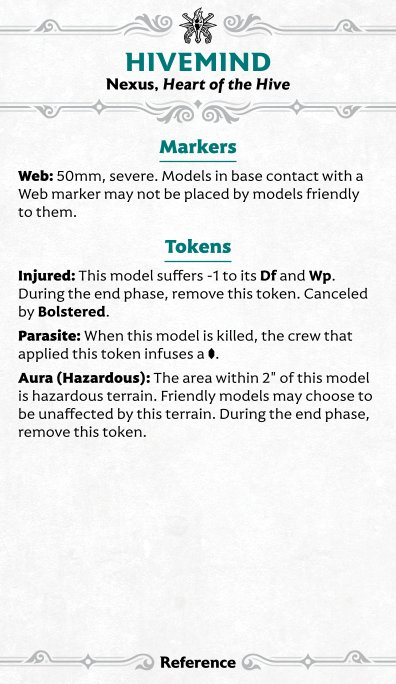 HIVEMIND
Nexus, Heart of the Hive
Markers
Web: 50mm, severe. Models in base contact with a
Web marker may not be placed by models friendly
to them.
Tokens
Injured: This model suffers -1 to its Df and Wp.
During the end phase, remove this token. Canceled
by Bolstered.
Parasite: When this model is killed, the crew that
applied this token infuses a ⬮.
Aura (Hazardous): The area within 2" of this model
is hazardous terrain. Friendly models may choose to
be unaffected by this terrain. During the end phase,
remove this token.
Reference